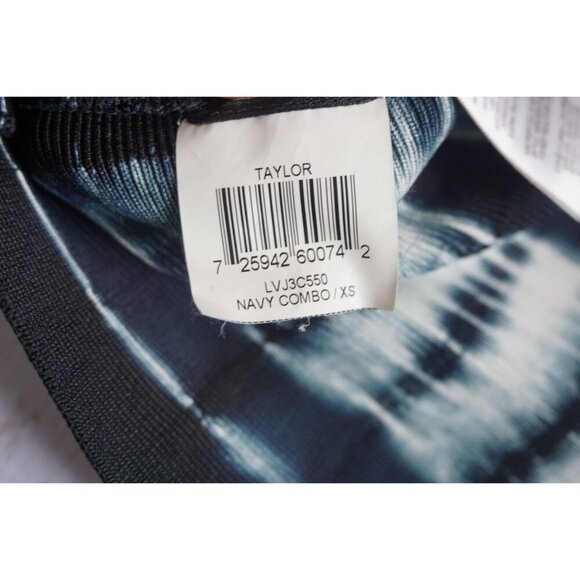 TAYLOR
7 25942 60074 2
LVJ3C550
NAVY COMBO / XS